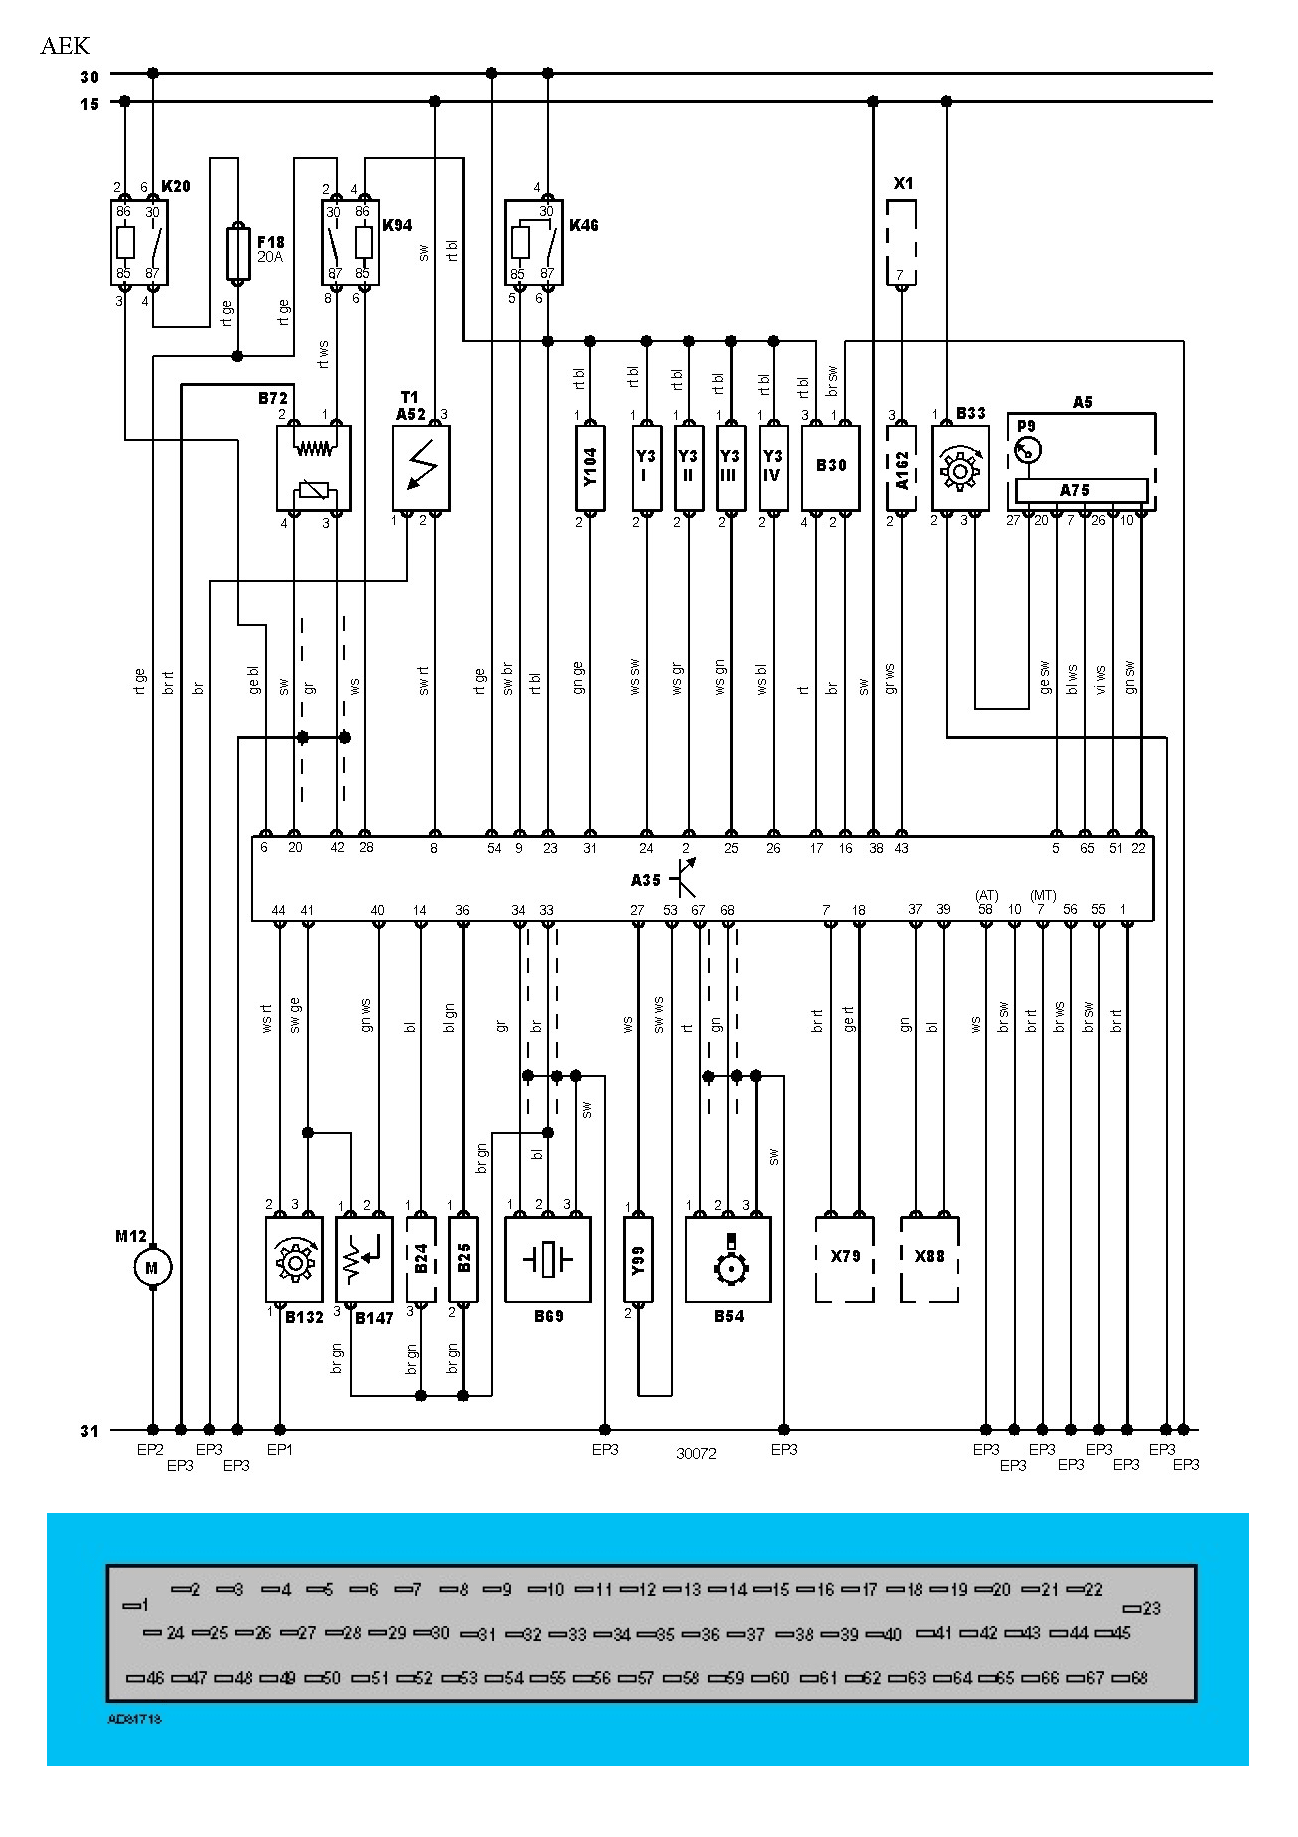 AEK
30
15
2 6 K20 2 4 4 X1
86 30 30 86 K94 30 K46
F18
20A
sw rt bl
85 87 87 85 85 87 7
3 4 8 6 5 6
rt ge rt ge rt ws
rt bl rt bl rt bl rt bl rt bl rt bl br sw
B72 T1 A5
2 1 A52 3 1 1 1 1 1 3 1 3 1 B33 P9
Y104 Y3 I Y3 II Y3 III Y3 IV B30 A162 A75
4 3 1 2 2 2 2 2 2 4 2 2 2 3 27 20 7 26 10
rt ge br rt br ge bl sw gr ws sw rt rt ge sw br rt bl gn ge ws sw ws gr ws gn ws bl rt br sw gr ws ge sw bl ws vi ws gn sw
6 20 42 28 8 54 9 23 31 24 2 25 26 17 16 38 43 5 65 51 22
A35
(AT) (MT)
44 41 40 14 36 34 33 27 53 67 68 7 18 37 39 58 10 7 56 55 1
ws rt sw ge gn ws bl bl gn gr br ws sw ws rt gn br rt ge rt gn bl ws br sw br rt br ws br sw br rt
sw
br gn bl sw
2 3 1 2 1 1 1 2 3 1 1 2 3
M12
M B24 B25 Y99 X79 X88
1 B132 3 B147 3 2 B69 2 B54
br gn br gn br gn
31
EP2 EP3 EP1 EP3 30072 EP3 EP3 EP3 EP3 EP3
EP3 EP3 EP3 EP3 EP3 EP3
2 3 4 5 6 7 8 9 10 11 12 13 14 15 16 17 18 19 20 21 22
1 23
24 25 26 27 28 29 30 31 32 33 34 35 36 37 38 39 40 41 42 43 44 45
46 47 48 49 50 51 52 53 54 55 56 57 58 59 60 61 62 63 64 65 66 67 68
AD81718